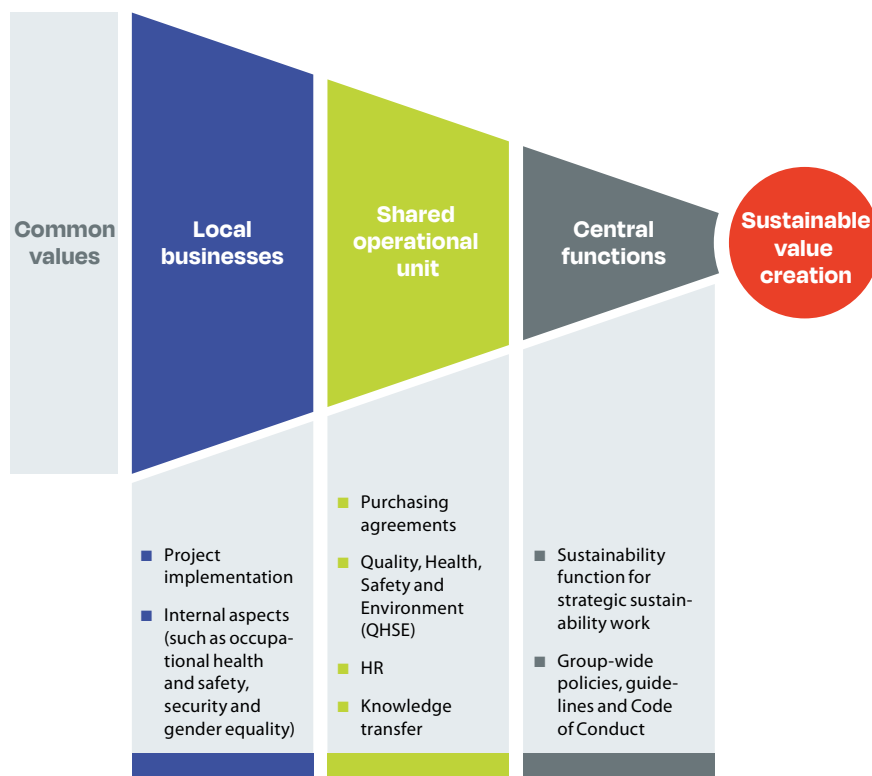 Common
values
Local
businesses
Shared
operational
unit
Central
functions
Sustainable
value
creation
Project
implementation
Internal aspects
(such as occupa-
tional health
and safety,
security and
gender equality)
Purchasing
agreements
Quality, Health,
Safety and
Environment
(QHSE)
HR
Knowledge
transfer
Sustainability
function for
strategic sustain-
ability work
Group-wide
policies, guide-
lines and Code
of Conduct